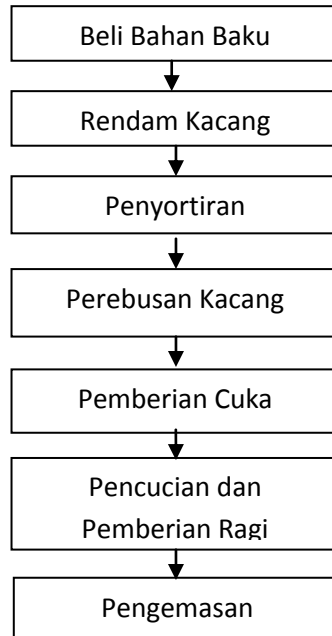 Beli Bahan Baku
Rendam Kacang
Penyortiran
Perebusan Kacang
Pemberian Cuka
Pencucian dan
Pemberian Ragi
Pengemasan